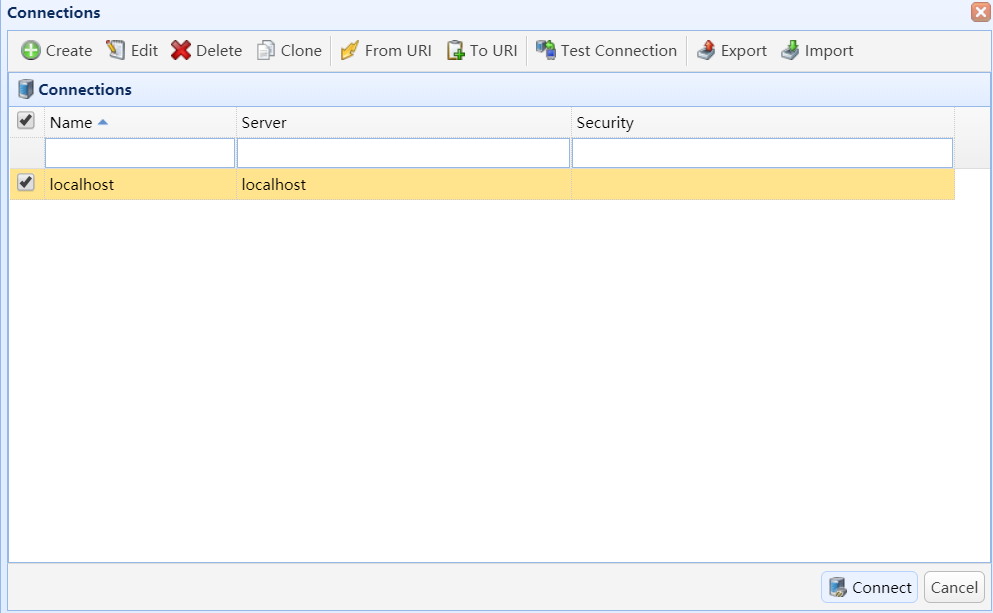 Connections
Create Edit Delete Clone From URI To URI Test Connection Export Import
Connections
Name Server Security
localhost localhost
Connect Cancel